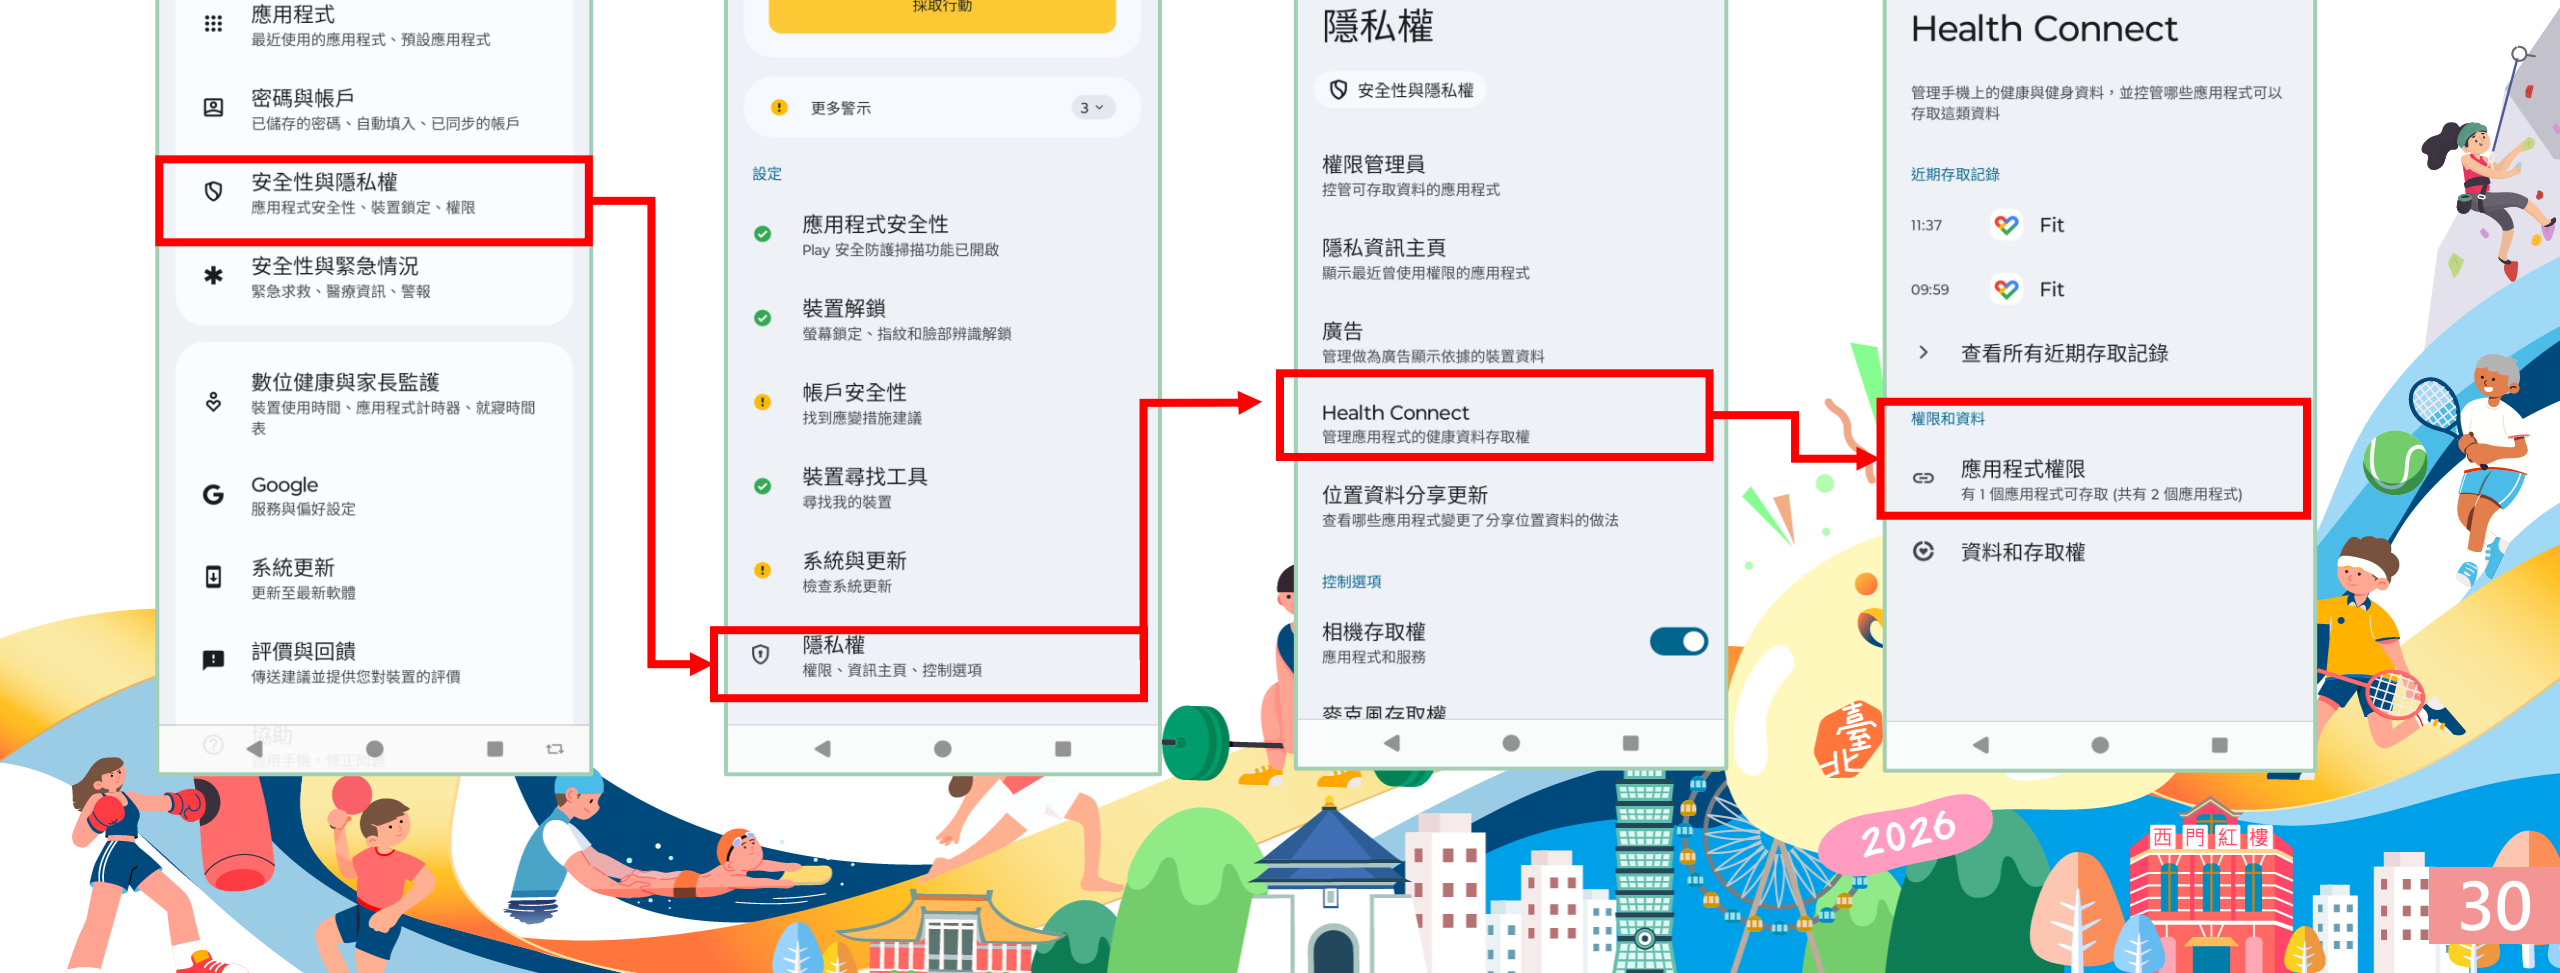 應用程式
最近使用的應用程式、預設應用程式
密碼與帳戶
已儲存的密碼、自動填入、已同步的帳戶
安全性與隱私權
應用程式安全性、裝置鎖定、權限
安全性與緊急情況
緊急求救、醫療資訊、警報
數位健康與家長監護
裝置使用時間、應用程式計時器、就寢時間
表
Google
服務與偏好設定
系統更新
更新至最新軟體
評價與回饋
傳送建議並提供您對裝置的評價
協助
採取行動
更多警示
3
設定
應用程式安全性
Play 安全防護掃描功能已開啟
裝置解鎖
螢幕鎖定、指紋和臉部辨識解鎖
帳戶安全性
找到應變措施建議
裝置尋找工具
尋找我的裝置
系統與更新
檢查系統更新
隱私權
權限、資訊主頁、控制選項
隱私權
安全性與隱私權
權限管理員
控管可存取資料的應用程式
隱私資訊主頁
顯示最近曾使用權限的應用程式
廣告
管理做為廣告顯示依據的裝置資料
Health Connect
管理應用程式的健康資料存取權
位置資料分享更新
查看哪些應用程式變更了分享位置資料的做法
控制選項
相機存取權
應用程式和服務
麥克風存取權
Health Connect
管理手機上的健康與健身資料，並控管哪些應用程式可以
存取這類資料
近期存取記錄
11:37 Fit
09:59 Fit
查看所有近期存取記錄
權限和資料
應用程式權限
有 1 個應用程式可存取 (共有 2 個應用程式)
資料和存取權
臺北
2026
西門紅樓
30